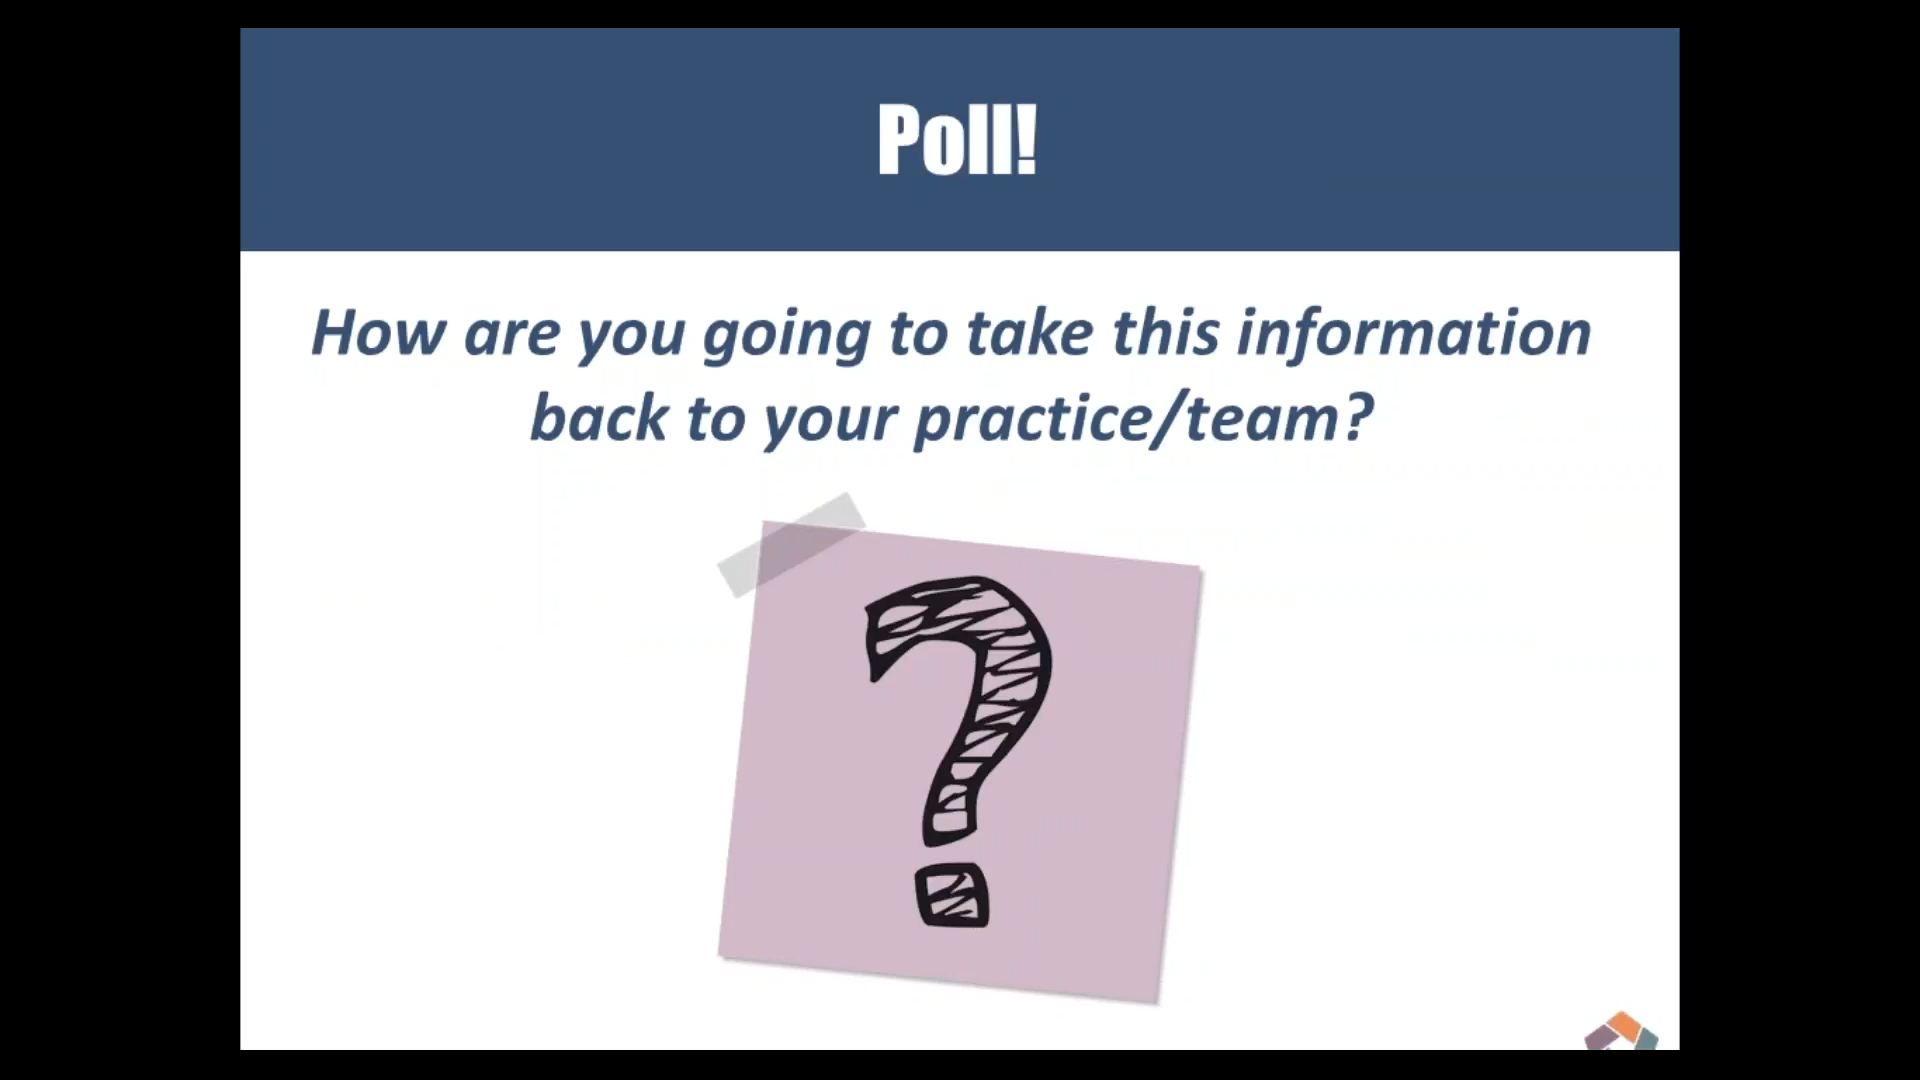 Poll!
How are you going to take this information
back to your practice/team?
?